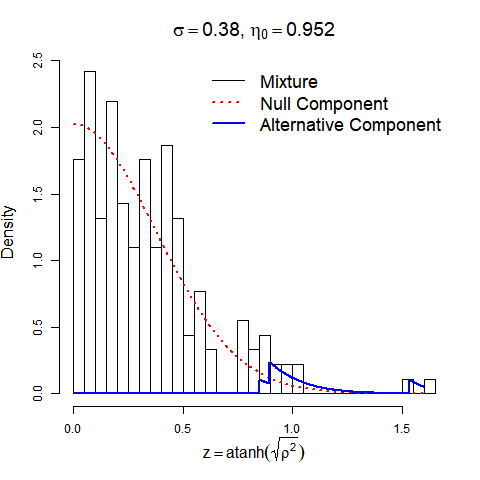 σ = 0.38, η₀ = 0.952
Mixture
Null Component
Alternative Component
Density
2.5
2.0
1.5
1.0
0.5
0.0
0.0 0.5 1.0 1.5
z = atanh(√ρ²)